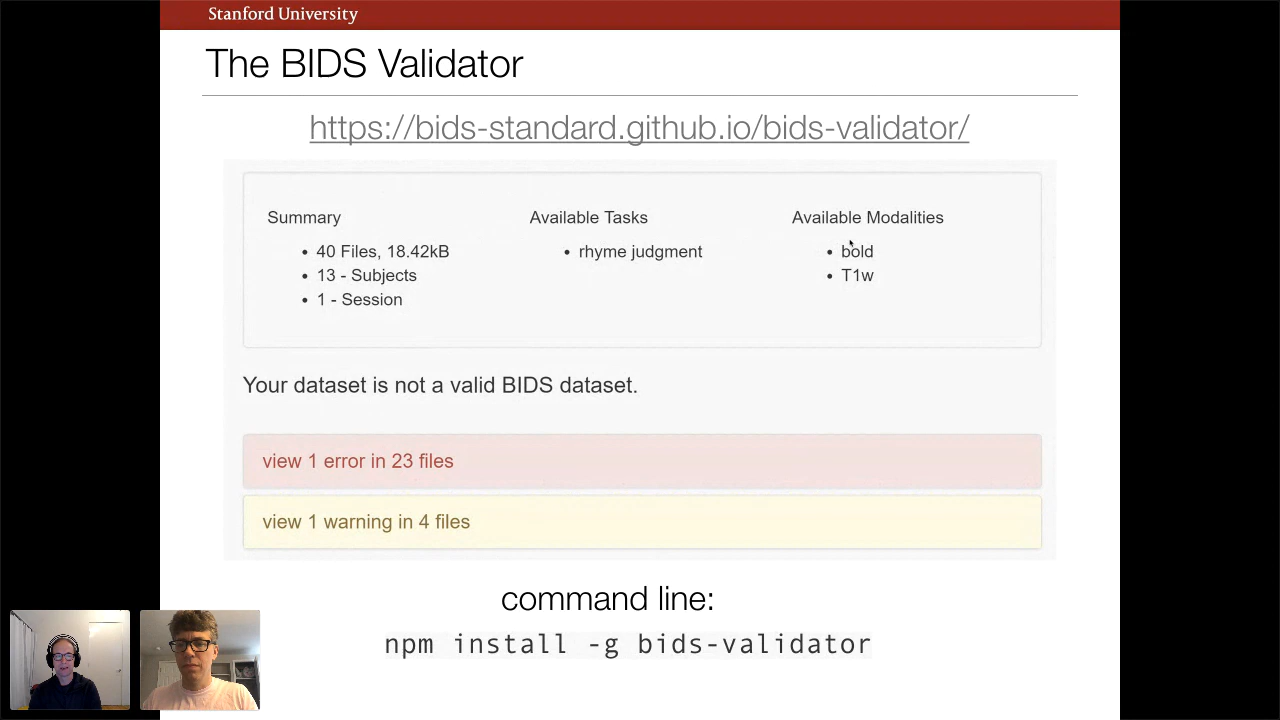 Stanford University
The BIDS Validator
https://bids-standard.github.io/bids-validator/
Summary
40 Files, 18.42kB
13 - Subjects
1 - Session
Available Tasks
rhyme judgment
Available Modalities
bold
T1w
Your dataset is not a valid BIDS dataset.
view 1 error in 23 files
view 1 warning in 4 files
command line:
npm install -g bids-validator